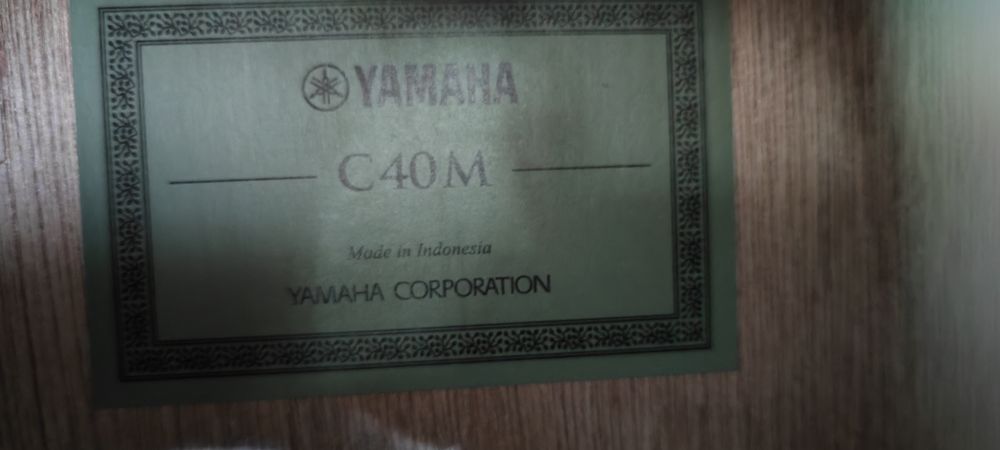 YAMAHA
C40M
Made in Indonesia
YAMAHA CORPORATION